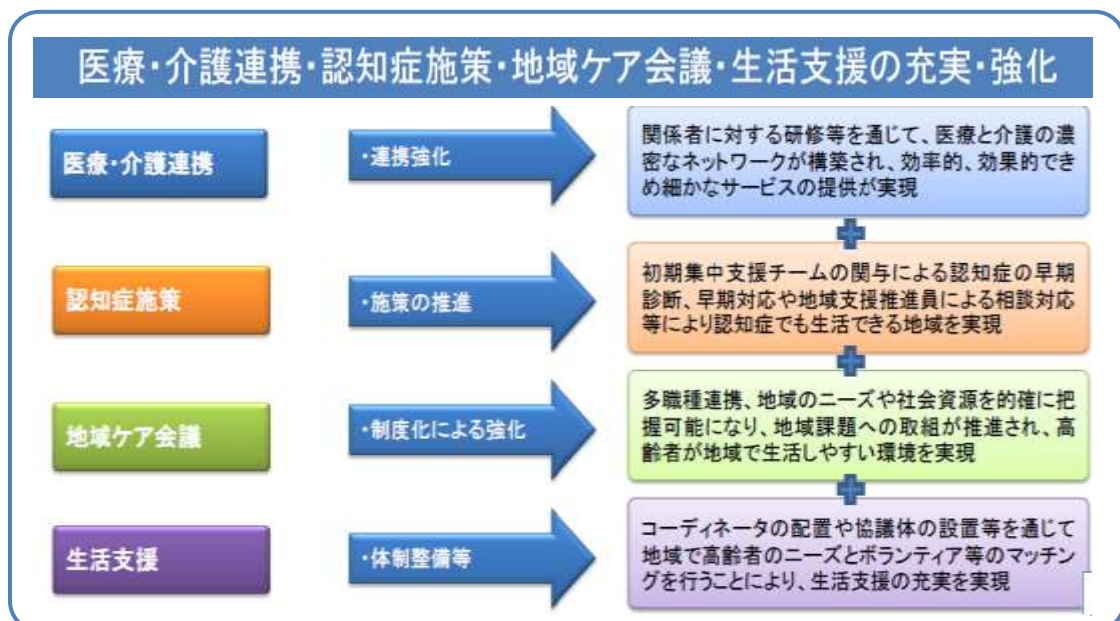 医療・介護連携・認知症施策・地域ケア会議・生活支援の充実・強化
医療・介護連携
・連携強化
関係者に対する研修等を通じて、医療と介護の濃
密なネットワークが構築され、効率的、効果的でき
め細かなサービスの提供が実現
認知症施策
・施策の推進
初期集中支援チームの関与による認知症の早期
診断、早期対応や地域支援推進員による相談対応
等により認知症でも生活できる地域を実現
地域ケア会議
・制度化による強化
多職種連携、地域のニーズや社会資源を的確に把
握可能になり、地域課題への取組が推進され、高
齢者が地域で生活しやすい環境を実現
生活支援
・体制整備等
コーディネータの配置や協議体の設置等を通じて
地域で高齢者のニーズとボランティア等のマッチン
グを行うことにより、生活支援の充実を実現